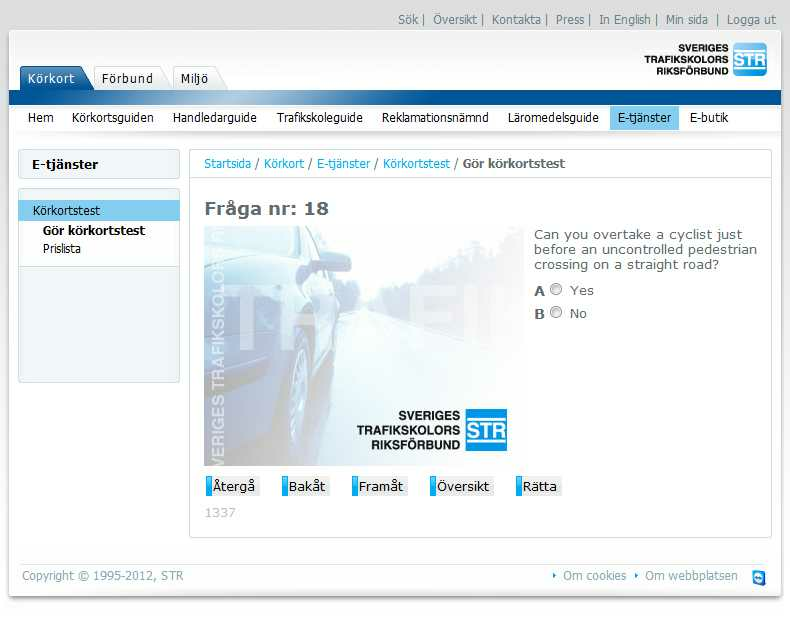 Sök | Översikt | Kontakta | Press | In English | Min sida | Logga ut
SVERIGES
TRAFIKSKOLORS
RIKSFÖRBUND
STR
Körkort Förbund Miljö
Hem Körkortsguiden Handledarguide Trafikskoleguide Reklamationsnämnd Läromedelsguide E-tjänster E-butik
E-tjänster
Körkortstest
Gör körkortstest
Prislista
Startsida / Körkort / E-tjänster / Körkortstest / Gör körkortstest
Fråga nr: 18
SVERIGES TRAFIKSKOLORS
SVERIGES
TRAFIKSKOLORS
RIKSFÖRBUND
STR
Can you overtake a cyclist just
before an uncontrolled pedestrian
crossing on a straight road?
A Yes
B No
Återgå Bakåt Framåt Översikt Rätta
1337
Copyright © 1995-2012, STR
Om cookies Om webbplatsen